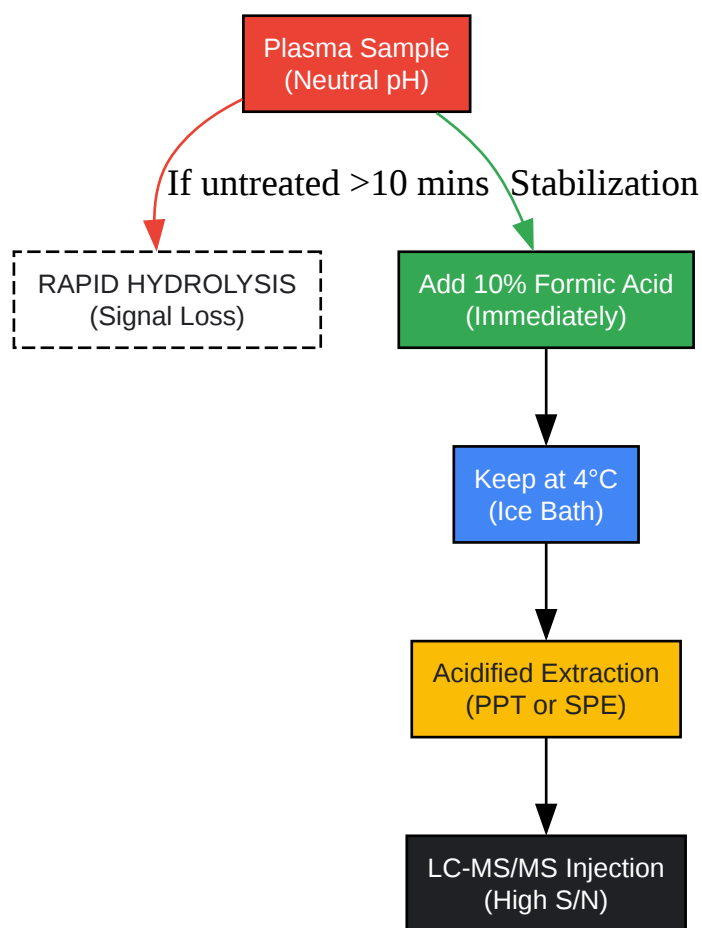 Plasma Sample
(Neutral pH)
If untreated >10 mins
Stabilization
RAPID HYDROLYSIS
(Signal Loss)
Add 10% Formic Acid
(Immediately)
Keep at 4°C
(Ice Bath)
Acidified Extraction
(PPT or SPE)
LC-MS/MS Injection
(High S/N)